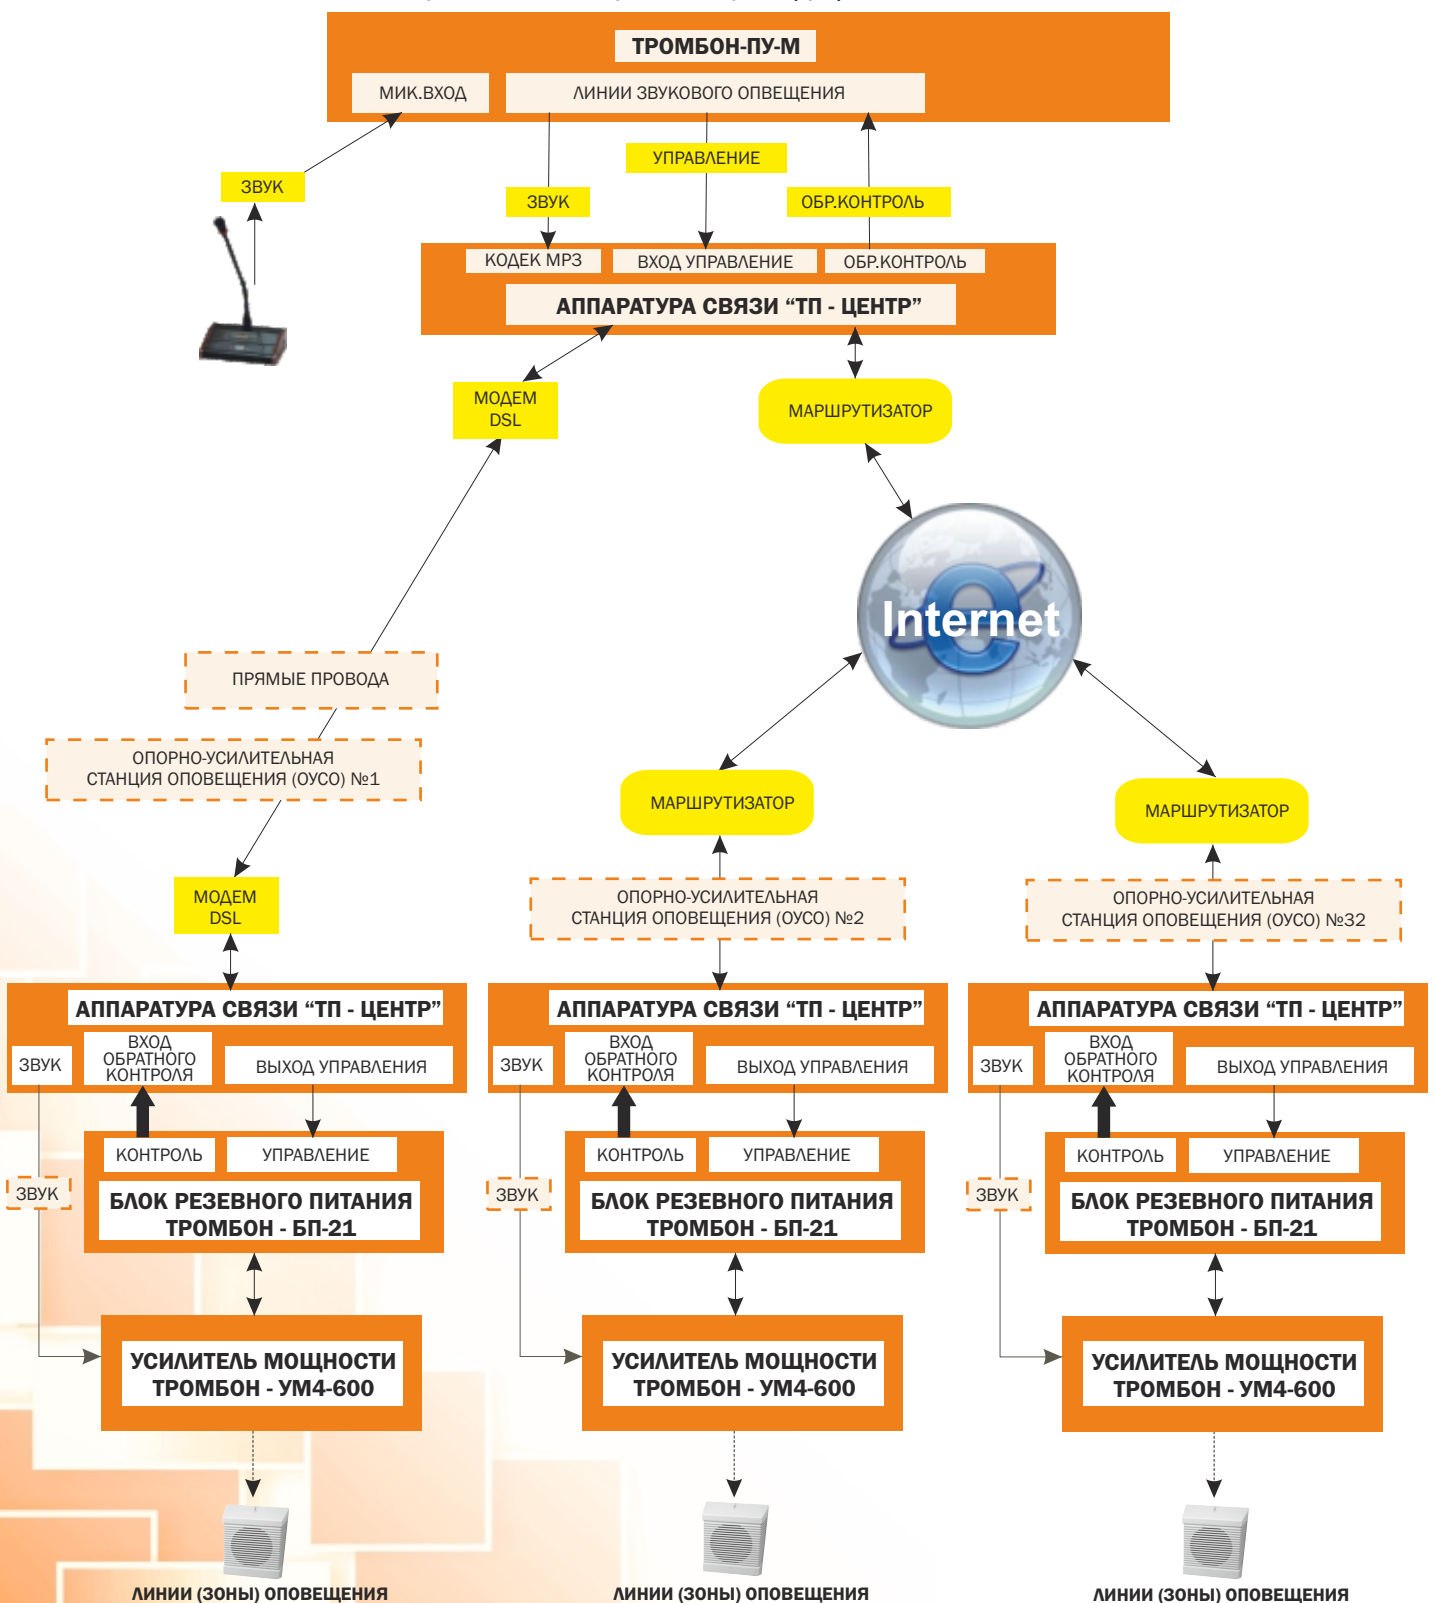 ТРОМБОН-ПУ-М
МИК.ВХОД
ЛИНИИ ЗВУКОВОГО ОПВЕЩЕНИЯ
УПРАВЛЕНИЕ
ЗВУК
ЗВУК
ОБР.КОНТРОЛЬ
КОДЕК МР3
ВХОД УПРАВЛЕНИЕ
ОБР.КОНТРОЛЬ
АППАРАТУРА СВЯЗИ “ТП - ЦЕНТР”
МОДЕМ
DSL
МАРШРУТИЗАТОР
Internet
ПРЯМЫЕ ПРОВОДА
ОПОРНО-УСИЛИТЕЛЬНАЯ
СТАНЦИЯ ОПОВЕЩЕНИЯ (ОУСО) №1
МАРШРУТИЗАТОР
МАРШРУТИЗАТОР
МОДЕМ
DSL
ОПОРНО-УСИЛИТЕЛЬНАЯ
СТАНЦИЯ ОПОВЕЩЕНИЯ (ОУСО) №2
ОПОРНО-УСИЛИТЕЛЬНАЯ
СТАНЦИЯ ОПОВЕЩЕНИЯ (ОУСО) №32
АППАРАТУРА СВЯЗИ “ТП - ЦЕНТР”
ЗВУК
ВХОД
ОБРАТНОГО
КОНТРОЛЯ
ВЫХОД УПРАВЛЕНИЯ
КОНТРОЛЬ
УПРАВЛЕНИЕ
ЗВУК
БЛОК РЕЗЕВНОГО ПИТАНИЯ
ТРОМБОН - БП-21
УСИЛИТЕЛЬ МОЩНОСТИ
ТРОМБОН - УМ4-600
ЛИНИИ (ЗОНЫ) ОПОВЕЩЕНИЯ
АППАРАТУРА СВЯЗИ “ТП - ЦЕНТР”
ЗВУК
ВХОД
ОБРАТНОГО
КОНТРОЛЯ
ВЫХОД УПРАВЛЕНИЯ
КОНТРОЛЬ
УПРАВЛЕНИЕ
ЗВУК
БЛОК РЕЗЕВНОГО ПИТАНИЯ
ТРОМБОН - БП-21
УСИЛИТЕЛЬ МОЩНОСТИ
ТРОМБОН - УМ4-600
ЛИНИИ (ЗОНЫ) ОПОВЕЩЕНИЯ
АППАРАТУРА СВЯЗИ “ТП - ЦЕНТР”
ЗВУК
ВХОД
ОБРАТНОГО
КОНТРОЛЯ
ВЫХОД УПРАВЛЕНИЯ
КОНТРОЛЬ
УПРАВЛЕНИЕ
ЗВУК
БЛОК РЕЗЕВНОГО ПИТАНИЯ
ТРОМБОН - БП-21
УСИЛИТЕЛЬ МОЩНОСТИ
ТРОМБОН - УМ4-600
ЛИНИИ (ЗОНЫ) ОПОВЕЩЕНИЯ